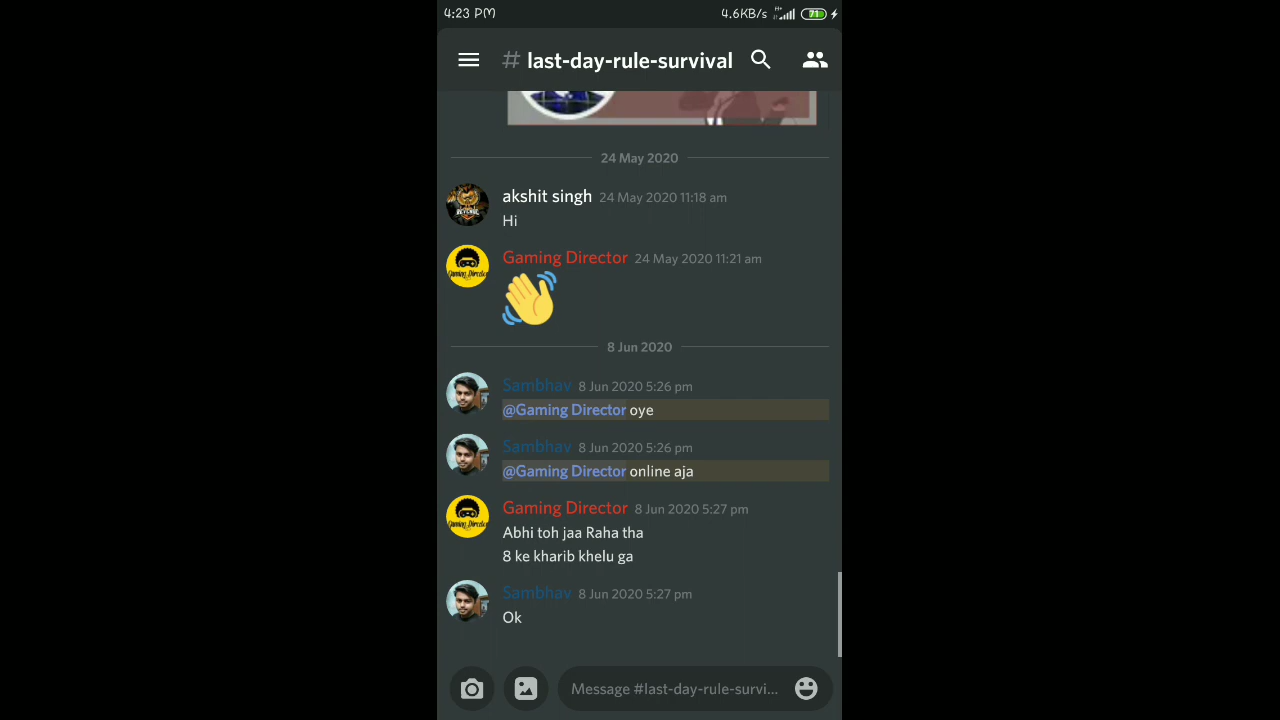 4:23 PM 4.6KB/s H+ 71
# last-day-rule-survival
24 May 2020
akshit singh 24 May 2020 11:18 am
Hi
Gaming Director 24 May 2020 11:21 am
8 Jun 2020
Sambhav 8 Jun 2020 5:26 pm
@Gaming Director oye
Sambhav 8 Jun 2020 5:26 pm
@Gaming Director online aja
Gaming Director 8 Jun 2020 5:27 pm
Abhi toh jaa Raha tha
8 ke kharib khelu ga
Sambhav 8 Jun 2020 5:27 pm
Ok
Message #last-day-rule-survi...